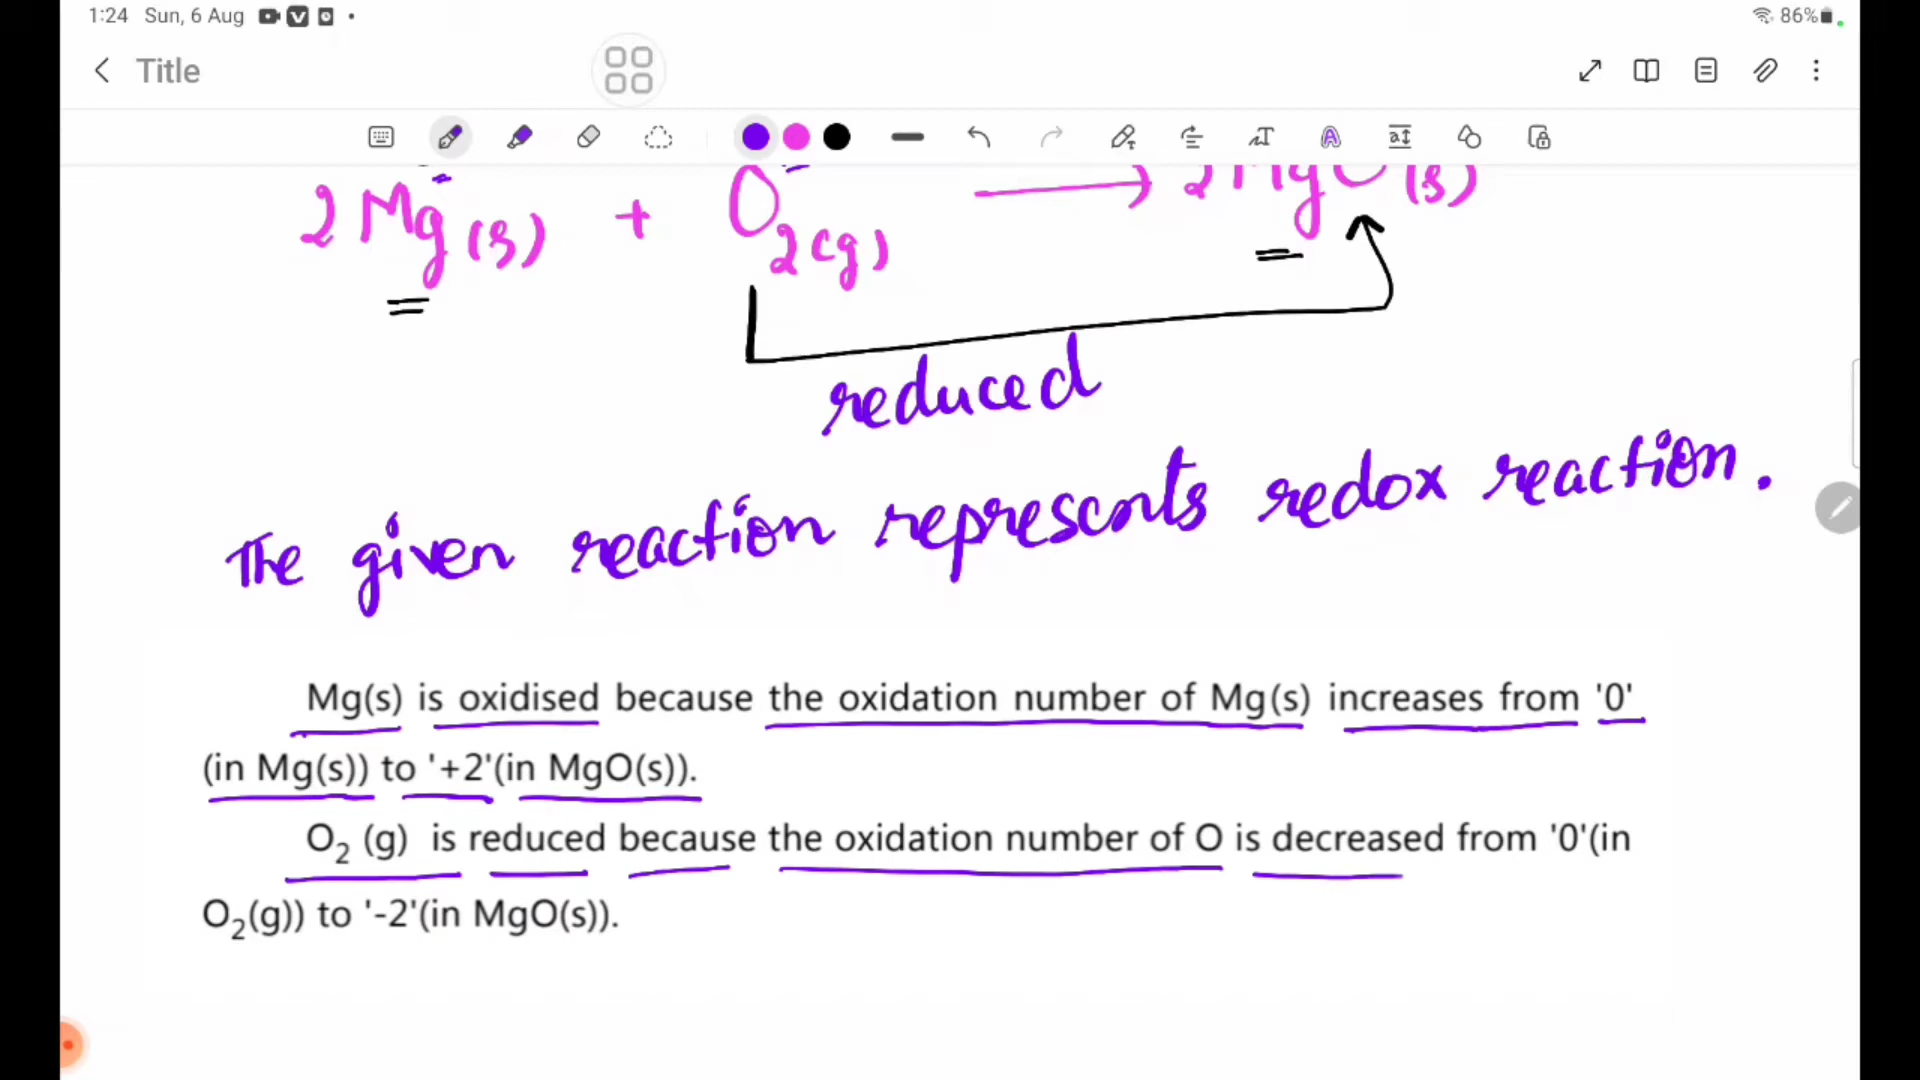 1:24 Sun, 6 Aug
86%
Title
2Mg(s) + O2(g) ⟶ 2MgO(s)
reduced
The given reaction represents redox reaction.
Mg(s) is oxidised because the oxidation number of Mg(s) increases from '0'
(in Mg(s)) to '+2'(in MgO(s)).
O₂ (g) is reduced because the oxidation number of O is decreased from '0'(in
O₂(g)) to '-2'(in MgO(s)).